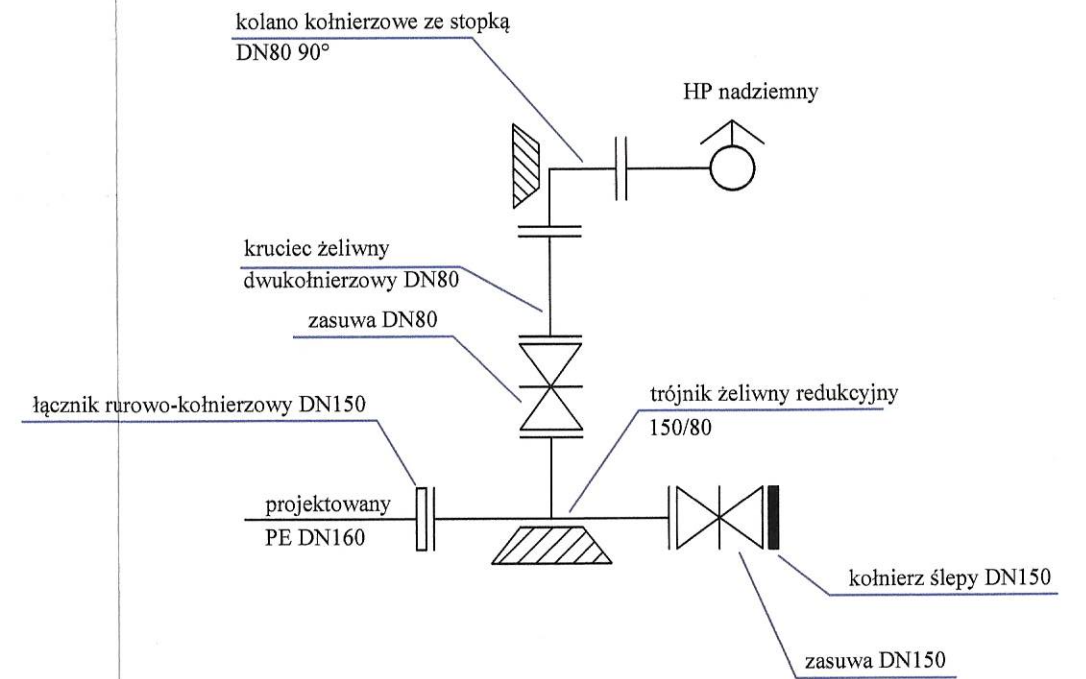 kolano kołnierzowe ze stopką
DN80 90°
HP nadziemny
kruciec żeliwny
dwukołnierzowy DN80
zasuwa DN80
łącznik rurowo-kołnierzowy DN150
trójnik żeliwny redukcyjny
150/80
projektowany
PE DN160
kołnierz ślepy DN150
zasuwa DN150